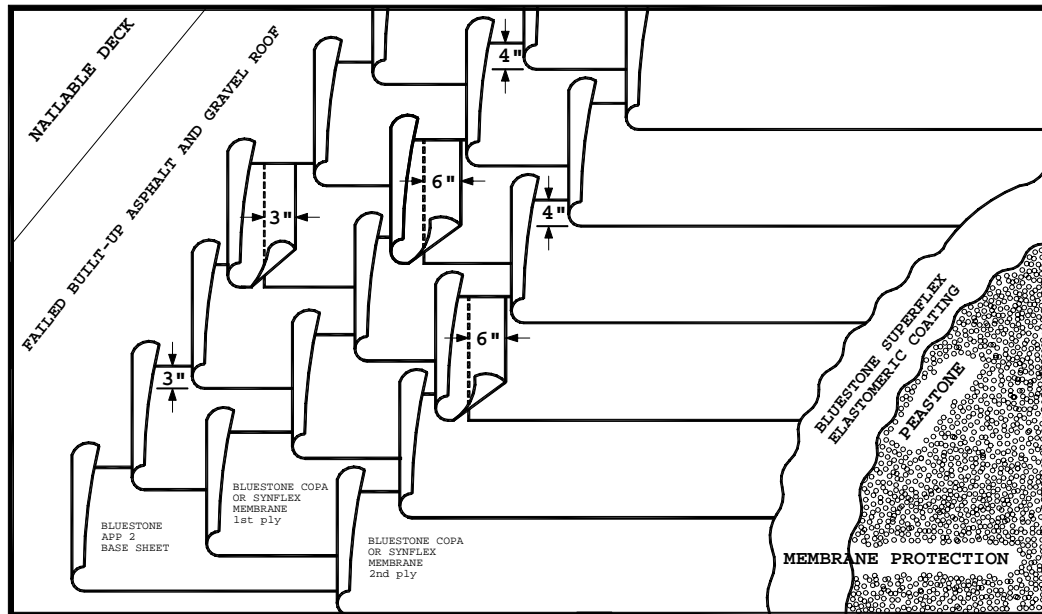 NAILABLE DECK
FAILED BUILT-UP ASPHALT AND GRAVEL ROOF
4"
6"
3"
4"
6"
3"
BLUESTONE SUPERFLEX
ELASTOMERIC COATING
PEASTONE
BLUESTONE COPA
OR SYNFLEX
MEMBRANE
1st ply
BLUESTONE
APP 2
BASE SHEET
BLUESTONE COPA
OR SYNFLEX
MEMBRANE
2nd ply
MEMBRANE PROTECTION